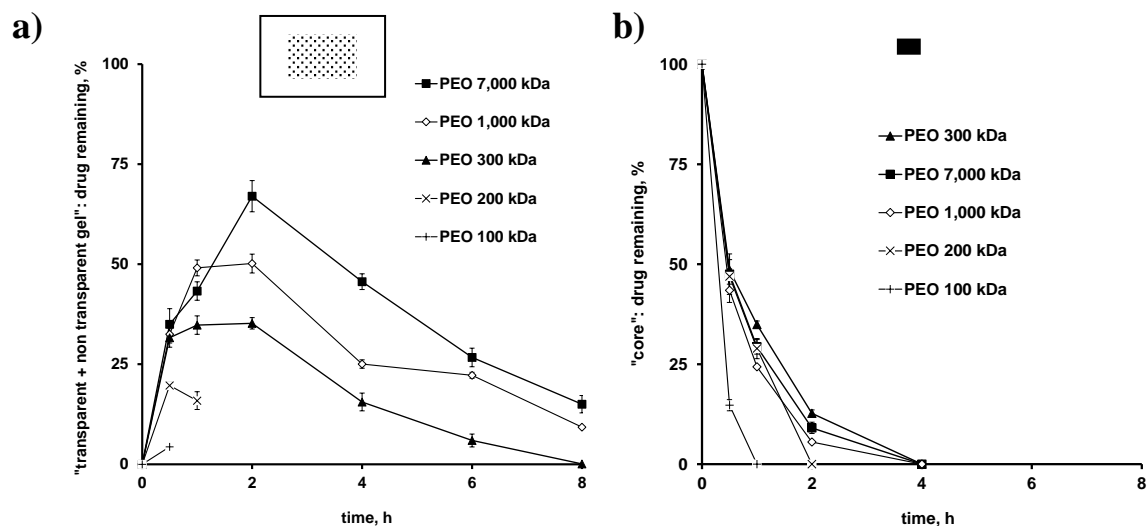 a)
"transparent + non transparent gel": drug remaining, %
100
75
50
25
0
PEO 7,000 kDa
PEO 1,000 kDa
PEO 300 kDa
PEO 200 kDa
PEO 100 kDa
0 2 4 6 8
time, h
b)
"core": drug remaining, %
100
75
50
25
0
PEO 300 kDa
PEO 7,000 kDa
PEO 1,000 kDa
PEO 200 kDa
PEO 100 kDa
0 2 4 6 8
time, h